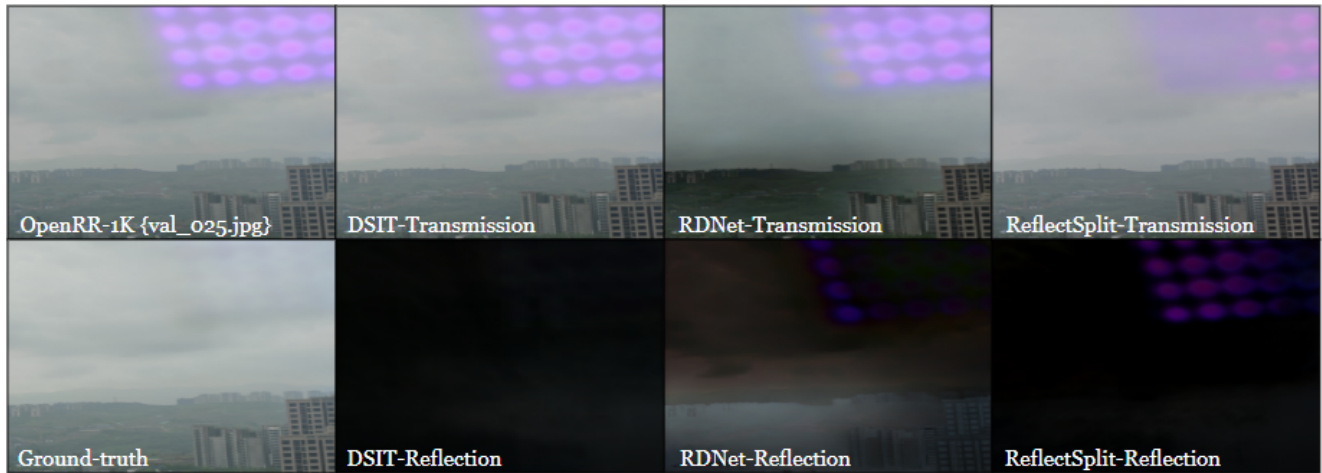 OpenRR-1K {val_025.jpg}
DSIT-Transmission
RDNet-Transmission
ReflectSplit-Transmission
Ground-truth
DSIT-Reflection
RDNet-Reflection
ReflectSplit-Reflection